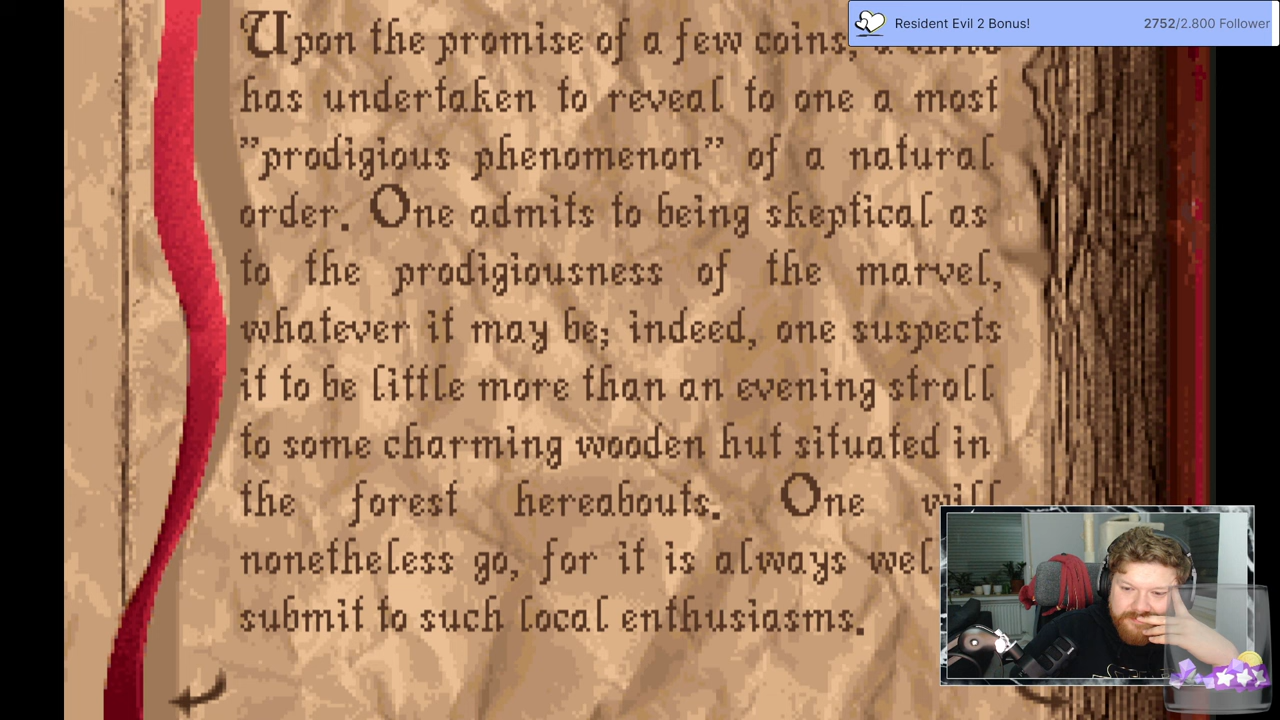 Resident Evil 2 Bonus!
2752/2.800 Follower
Upon the promise of a few coins, a
has undertaken to reveal to one a most
"prodigious phenomenon" of a natural
order. One admits to being skeptical as
to the prodigiousness of the marvel,
whatever it may be; indeed, one suspects
it to be little more than an evening stroll
to some charming wooden hut situated in
the forest hereabouts. One will
nonetheless go, for it is always wel
submit to such local enthusiasms.